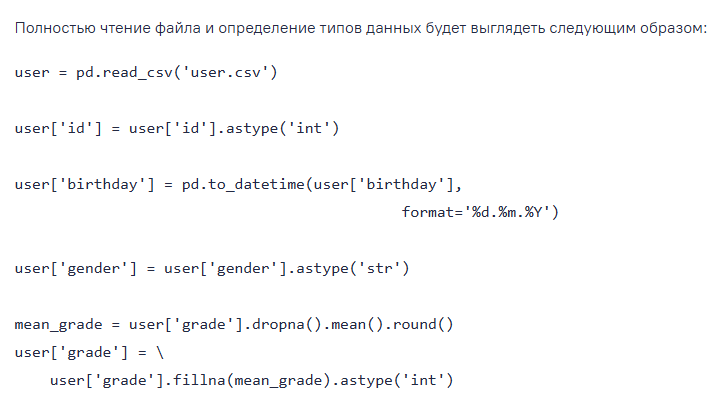 Полностью чтение файла и определение типов данных будет выглядеть следующим образом:
user = pd.read_csv('user.csv')
user['id'] = user['id'].astype('int')
user['birthday'] = pd.to_datetime(user['birthday'],
format='%d.%m.%Y')
user['gender'] = user['gender'].astype('str')
mean_grade = user['grade'].dropna().mean().round()
user['grade'] = \
user['grade'].fillna(mean_grade).astype('int')